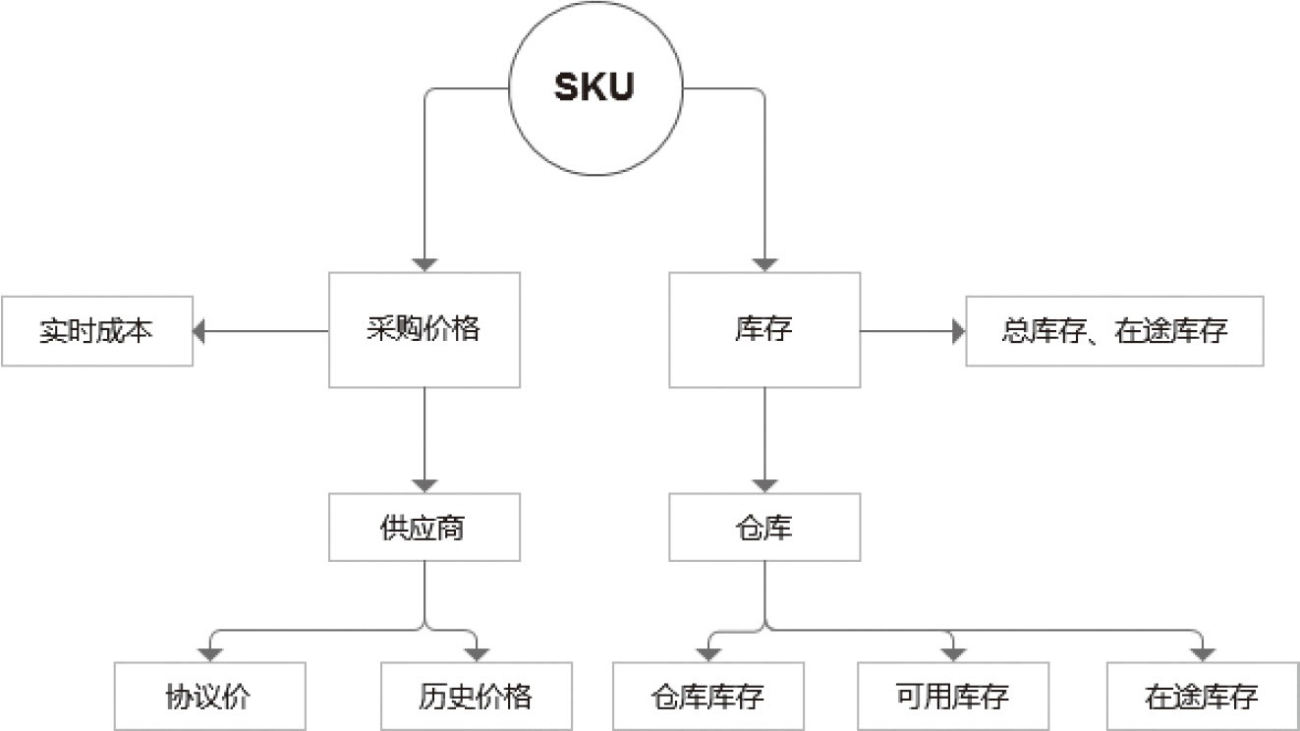 SKU
实时成本
采购价格
库存
总库存、在途库存
供应商
仓库
协议价
历史价格
仓库库存
可用库存
在途库存